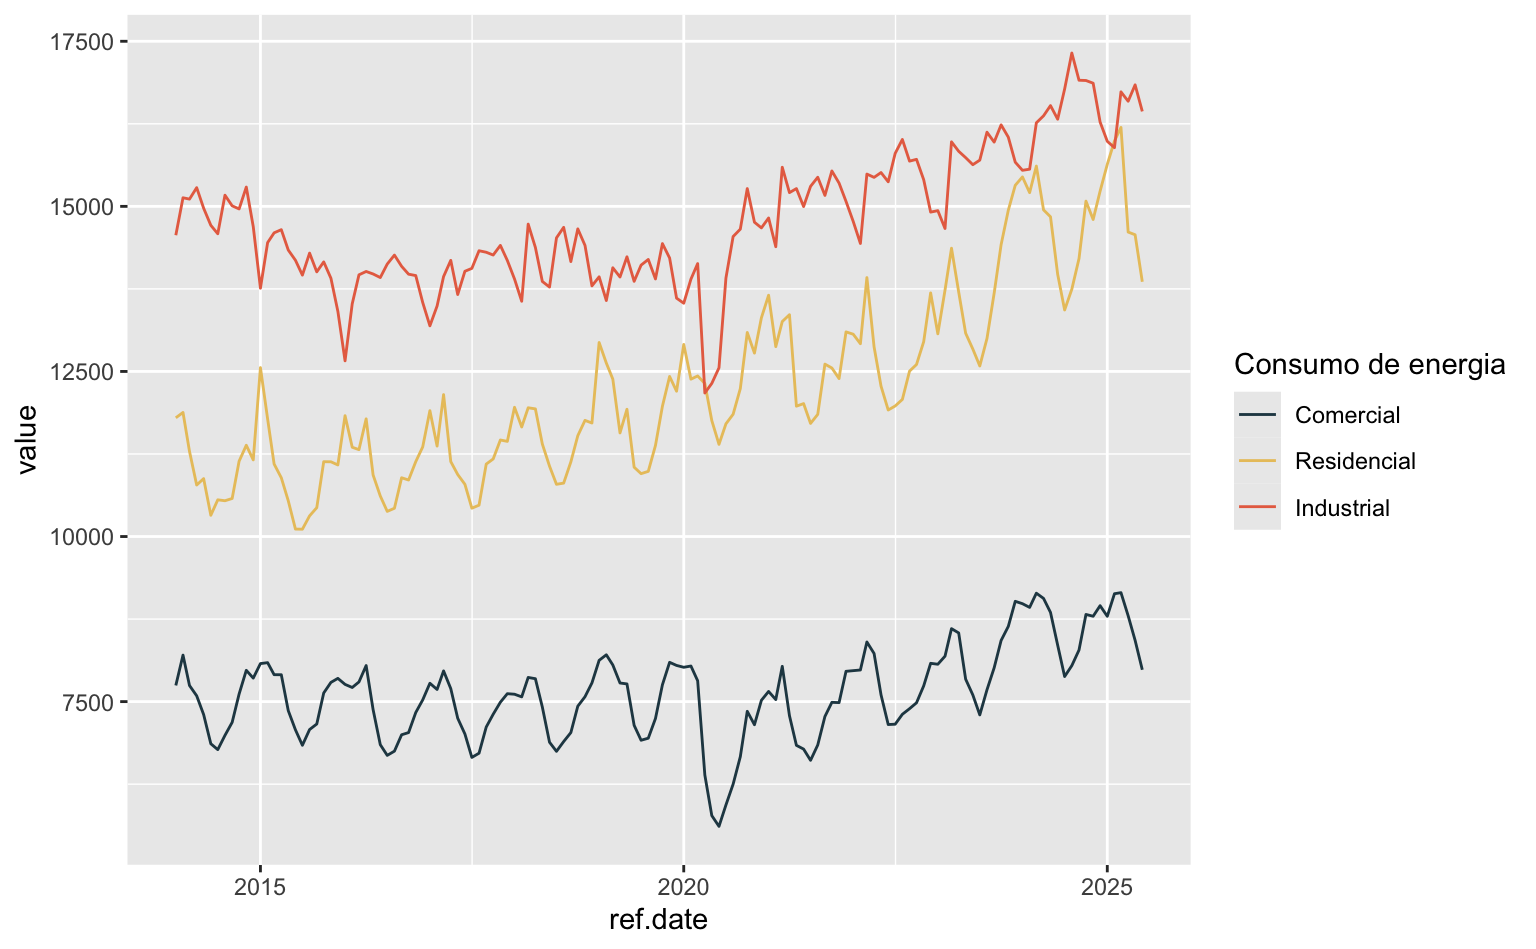 17500
15000
12500
10000
7500
value
2015
2020
2025
ref.date
Consumo de energia
Comercial
Residencial
Industrial